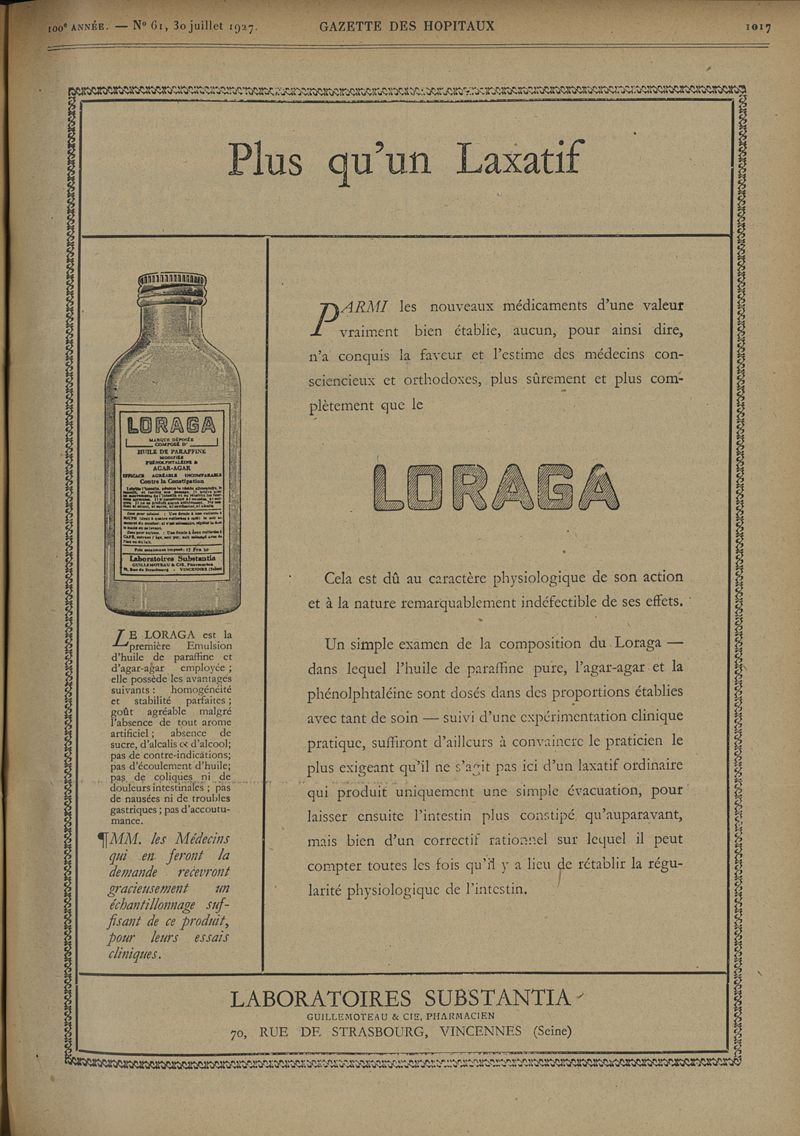 100e ANNÉE. — No 61, 30 juillet 1927.
GAZETTE DES HOPITAUX
1017
Plus qu'un Laxatif
LORAGA
MARQUE DÉPOSÉE
COMPOSÉ D'
HUILE DE PARAFFINE
MODIFIÉE
PHÉNOLPHTALÉINE &
AGAR-AGAR
EFFICACE AGRÉABLE INCOMPARABLE
Contre la Constipation
Laboratoires Substantia
GUILLEMOTEAU & CIE, Pharmacien
LE LORAGA est la
première Emulsion
d'huile de paraffine et
d'agar-agar employée ;
elle possède les avantages
suivants : homogénéité
et stabilité parfaites ;
goût agréable malgré
l'absence de tout arome
artificiel ; absence de
sucre, d'alcalis ou d'alcool;
pas de contre-indications;
pas d'écoulement d'huile;
pas de coliques ni de
douleurs intestinales ; pas
de nausées ni de troubles
gastriques ; pas d'accoutu-
mance.
¶MM. les Médecins
qui en feront la
demande recevront
gracieusement un
échantillonnage suf-
fisant de ce produit,
pour leurs essais
cliniques.
PARMI les nouveaux médicaments d'une valeur
vraiment bien établie, aucun, pour ainsi dire,
n'a conquis la faveur et l'estime des médecins con-
sciencieux et orthodoxes, plus sûrement et plus com-
plètement que le
LORAGA
Cela est dû au caractère physiologique de son action
et à la nature remarquablement indéfectible de ses effets.
Un simple examen de la composition du Loraga —
dans lequel l'huile de paraffine pure, l'agar-agar et la
phénolphtaléine sont dosés dans des proportions établies
avec tant de soin — suivi d'une expérimentation clinique
pratique, suffiront d'ailleurs à convaincre le praticien le
plus exigeant qu'il ne s'agit pas ici d'un laxatif ordinaire
qui produit uniquement une simple évacuation, pour
laisser ensuite l'intestin plus constipé qu'auparavant,
mais bien d'un correctif rationnel sur lequel il peut
compter toutes les fois qu'il y a lieu de rétablir la régu-
larité physiologique de l'intestin.
LABORATOIRES SUBSTANTIA
GUILLEMOTEAU & CIE, PHARMACIEN
70, RUE DE STRASBOURG, VINCENNES (Seine)